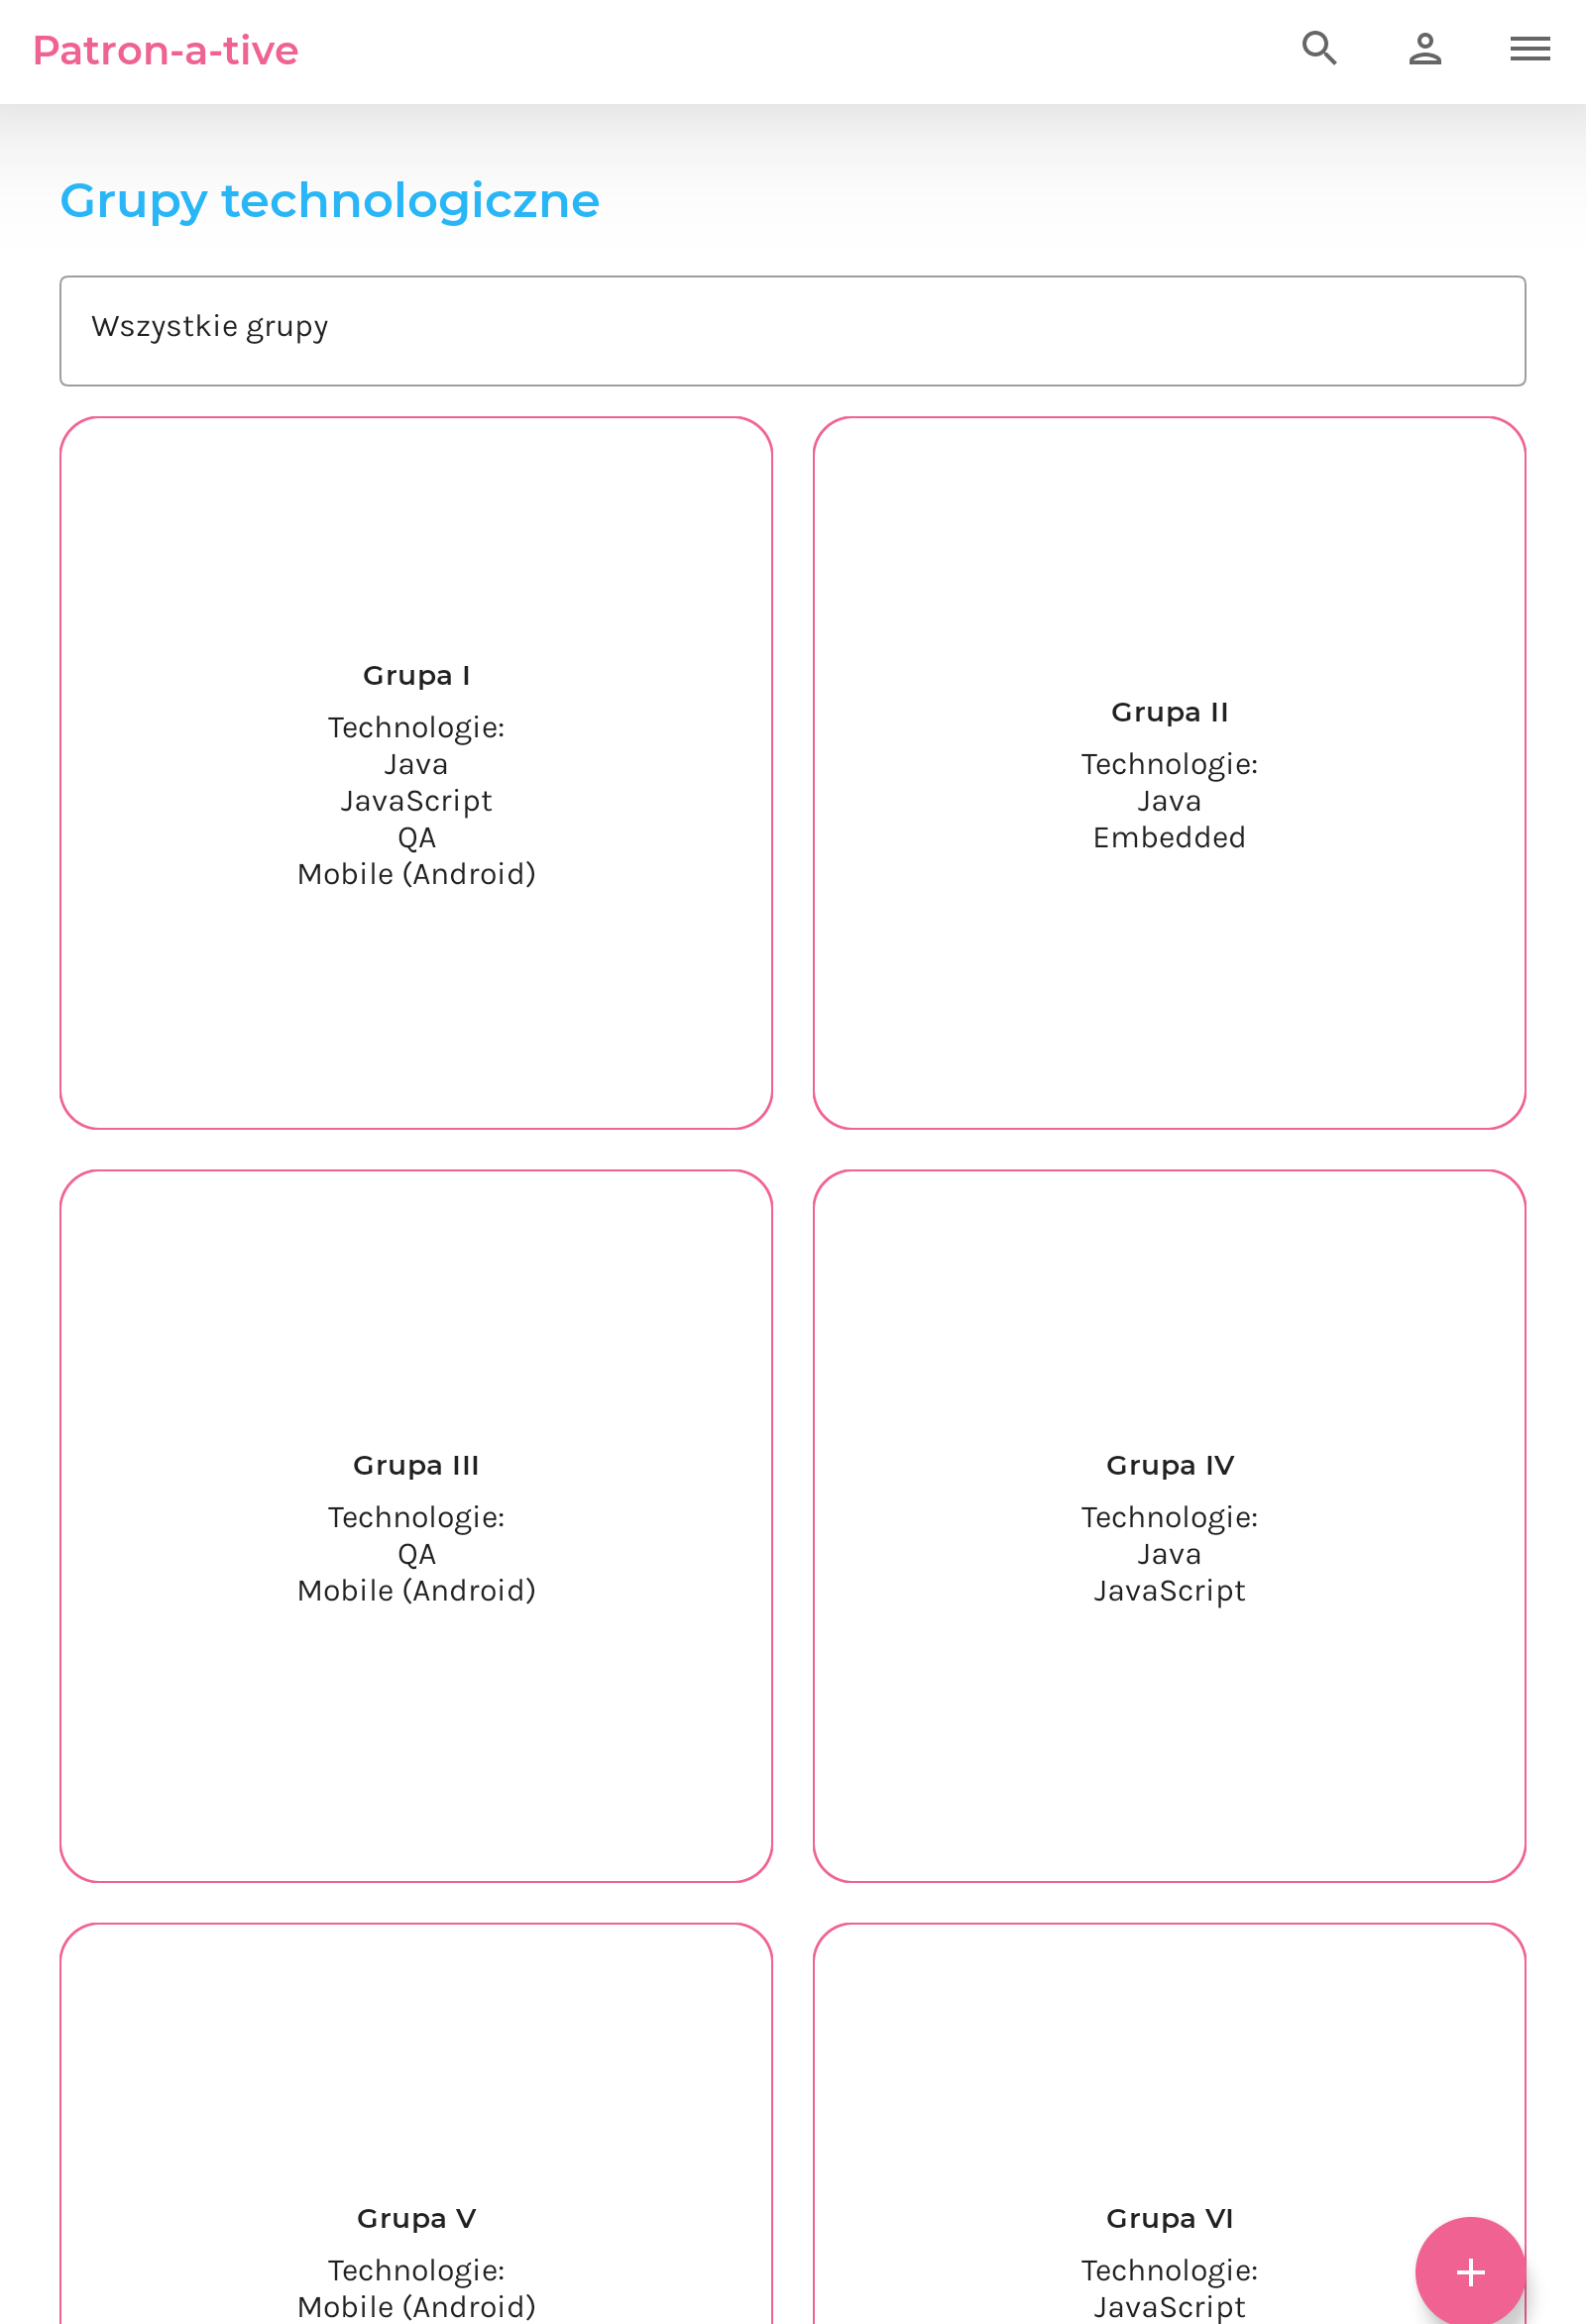 Patron-a-tive
Grupy technologiczne
Wszystkie grupy
Grupa I
Technologie:
Java
JavaScript
QA
Mobile (Android)
Grupa II
Technologie:
Java
Embedded
Grupa III
Technologie:
QA
Mobile (Android)
Grupa IV
Technologie:
Java
JavaScript
Grupa V
Technologie:
Mobile (Android)
Grupa VI
Technologie:
JavaScript